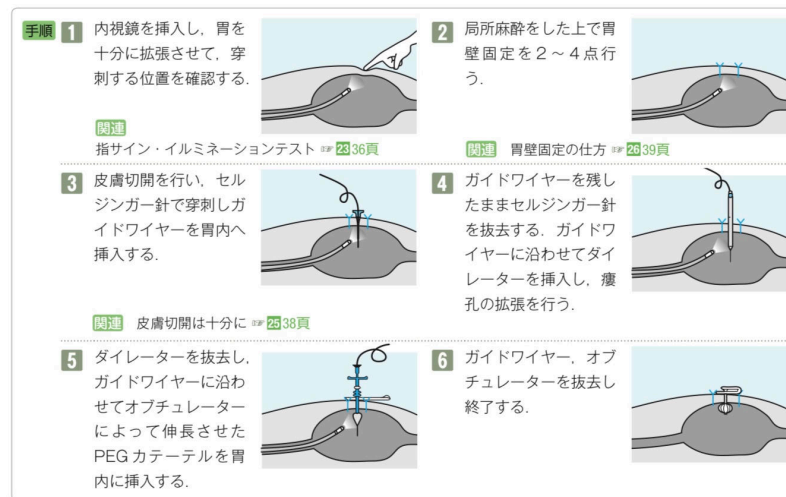 手順 1 内視鏡を挿入し，胃を
十分に拡張させて，穿
刺する位置を確認する．
関連
指サイン・イルミネーションテスト ☞ 23 36頁
2 局所麻酔をした上で胃
壁固定を２～４点行
う．
関連 胃壁固定の仕方 ☞ 26 39頁
3 皮膚切開を行い，セル
ジンガー針で穿刺しガ
イドワイヤーを胃内へ
挿入する．
関連 皮膚切開は十分に ☞ 25 38頁
4 ガイドワイヤーを残し
たままセルジンガー針
を抜去する．ガイドワ
イヤーに沿わせてダイ
レーターを挿入し，瘻
孔の拡張を行う．
5 ダイレーターを抜去し，
ガイドワイヤーに沿わ
せてオブチュレーター
によって伸長させた
PEG カテーテルを胃
内に挿入する．
6 ガイドワイヤー，オブ
チュレーターを抜去し
終了する．